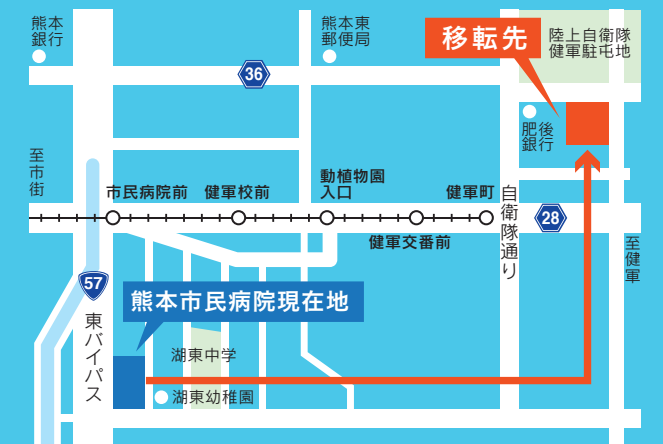 熊本
銀行
熊本東
郵便局
移転先
陸上自衛隊
健軍駐屯地
36
肥後
銀行
至市街
市民病院前
健軍校前
動植物園
入口
健軍町
自衛隊通り
28
健軍交番前
至健軍
57
熊本市民病院現在地
東バイパス
湖東中学
湖東幼稚園